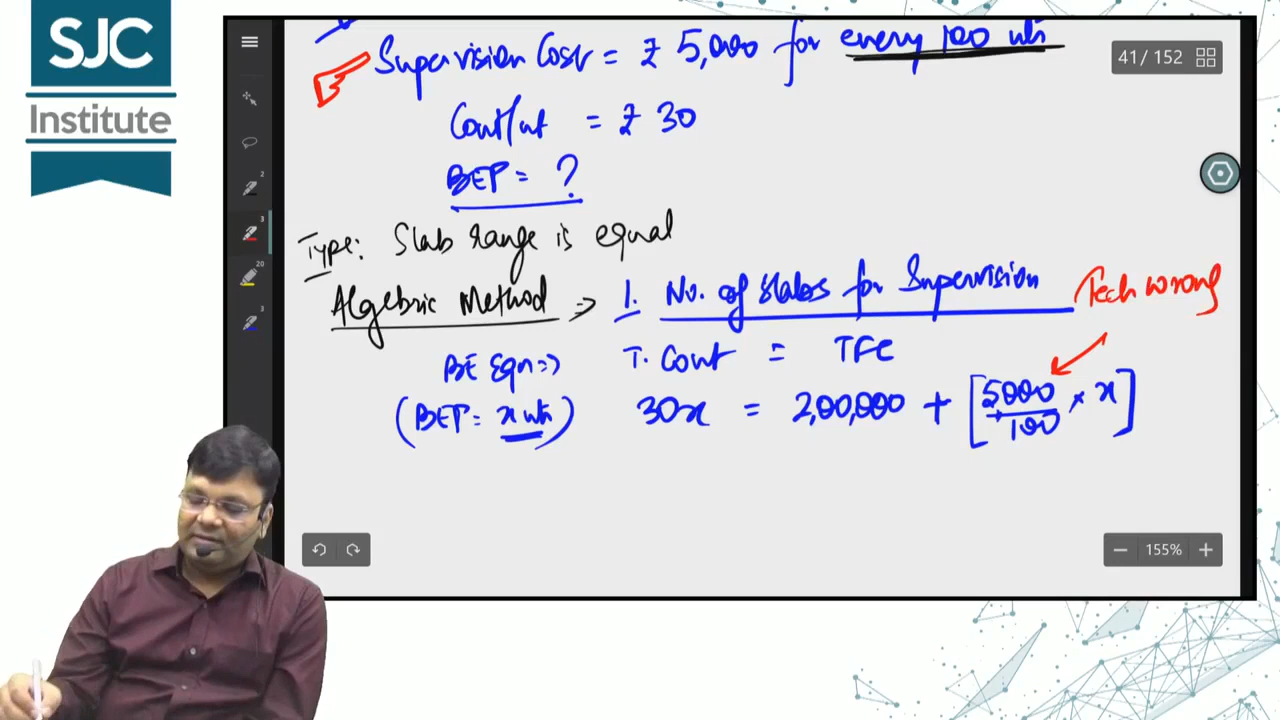 SJC
Institute
41 / 152
Supervision Cost = ₹ 5,000 for every 100 uts
Cont/ut = ₹ 30
BEP = ?
Type: Slab range is equal
Algebric Method => 1. No. of slabs for Supervision
Tech wrong
BE Eqn => T. Cont = TFC
(BEP = x uts) 30x = 2,00,000 + [5000/100 × x]
155%